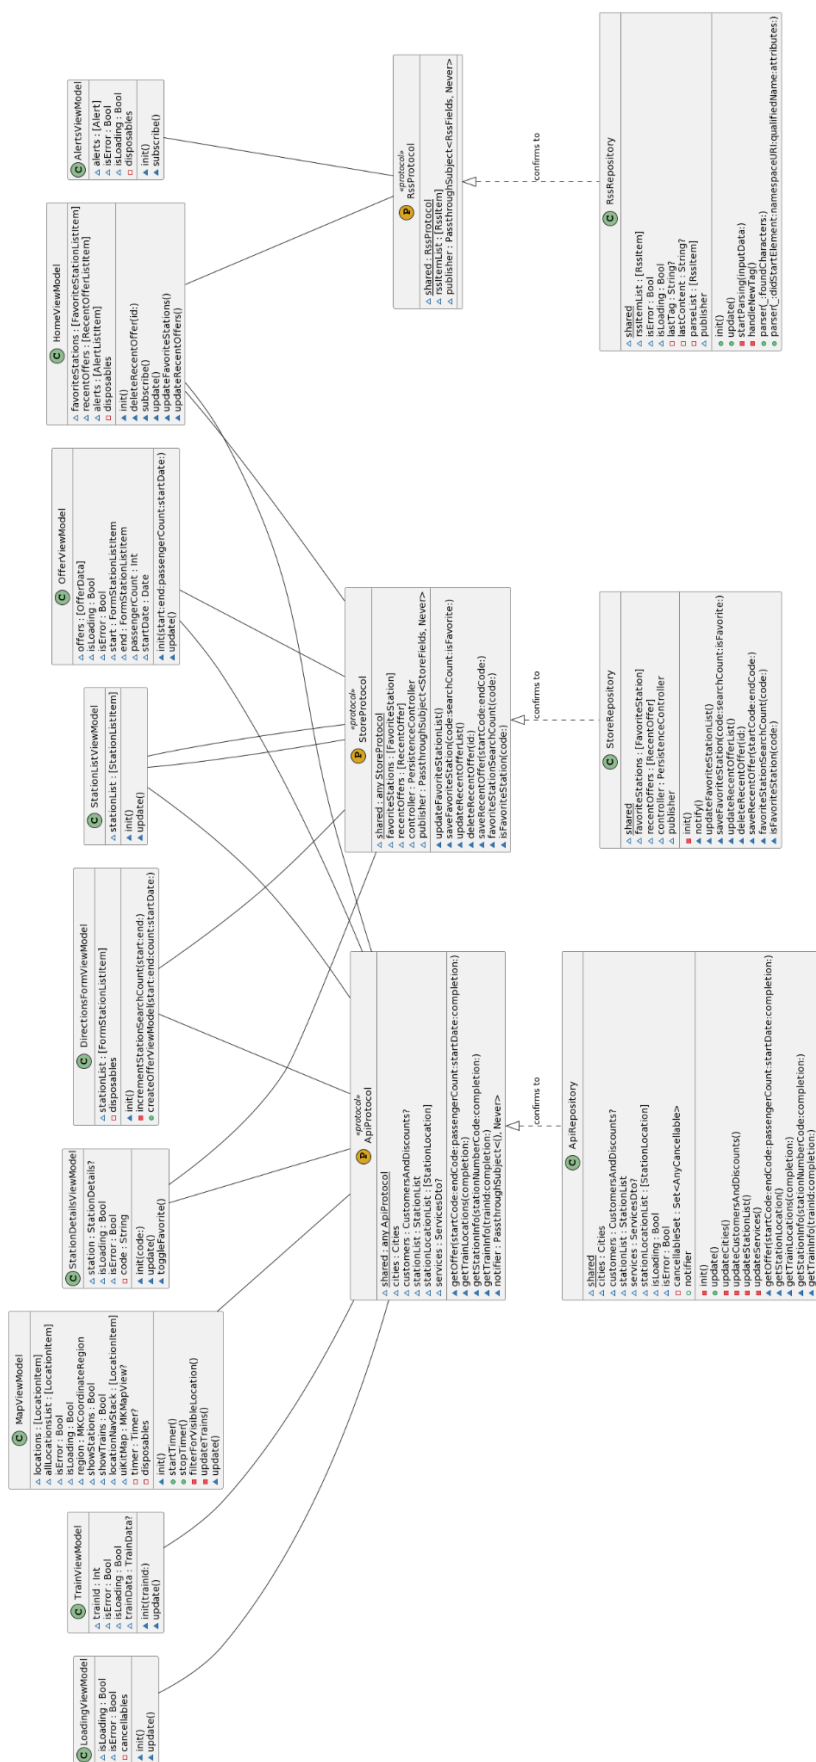 C AlertsViewModel
alerts : [Alert]
isError : Bool
isLoading : Bool
disposables
init()
subscribe()
C HomeViewModel
favoriteStations : [FavoriteStationListItem]
recentOffers : [RecentOfferListItem]
alerts : [AlertListItem]
disposables
init()
deleteRecentOffer(id:)
subscribe()
update()
updateFavoriteStations()
updateRecentOffers()
C OfferViewModel
offers : [OfferData]
isLoading : Bool
isError : Bool
start : FormStationListItem
end : FormStationListItem
passengerCount : Int
startDate : Date
init(start:end:passengerCount:startDate:)
update()
C StationListViewModel
stationList : [StationListItem]
init()
update()
C DirectionsFormViewModel
stationList : [FormStationListItem]
disposables
init()
incrementStationSearchCount(start:end:)
createOfferViewModel(start:end:count:startDate:)
C StationDetailsViewModel
station : StationDetails?
isLoading : Bool
isError : Bool
code : String
init(code:)
update()
toggleFavorite()
C MapViewModel
locations : [LocationItem]
allLocationsList : [LocationItem]
isError : Bool
isLoading : Bool
region : MKCoordinateRegion
showStations : Bool
showTrains : Bool
locationNavStack : [LocationItem]
uiKitMap : MKMapView?
timer : Timer?
disposables
init()
startTimer()
stopTimer()
filterForVisibleLocation()
updateTrains()
update()
C TrainViewModel
trainId : Int
isError : Bool
isLoading : Bool
trainData : TrainData?
init(trainId:)
update()
C LoadingViewModel
isLoading : Bool
isError : Bool
cancellables
init()
update()
«protocol»
P RssProtocol
shared : RssProtocol
rssItemList : [RssItem]
publisher : PassthroughSubject<RssFields, Never>
«protocol»
P StoreProtocol
shared : any StoreProtocol
favoriteStations : [FavoriteStation]
recentOffers : [RecentOffer]
controller : PersistenceController
publisher : PassthroughSubject<StoreFields, Never>
updateFavoriteStationList()
saveFavoriteStation(code:searchCount:isFavorite:)
updateRecentOfferList()
deleteRecentOffer(id:)
saveRecentOffer(startCode:endCode:)
favoriteStationSearchCount(code:)
isFavoriteStation(code:)
«protocol»
P ApiProtocol
shared : any ApiProtocol
cities : Cities
customers : CustomersAndDiscounts?
stationList : StationList
stationLocationList : [StationLocation]
services : ServicesDto?
getOffer(startCode:endCode:passengerCount:startDate:completion:)
getTrainLocations(completion:)
getStationInfo(stationNumberCode:completion:)
getTrainInfo(trainId:completion:)
notifier : PassthroughSubject<(), Never>
confirms to
confirms to
confirms to
C RssRepository
shared
rssItemList : [RssItem]
isError : Bool
isLoading : Bool
lastTag : String?
lastContent : String?
parseList : [RssItem]
publisher
init()
update()
startParsing(inputData:)
handleNewTag()
parser(_:foundCharacters:)
parser(_:didStartElement:namespaceURI:qualifiedName:attributes:)
C StoreRepository
shared
favoriteStations : [FavoriteStation]
recentOffers : [RecentOffer]
controller : PersistenceController
publisher
init()
notify()
updateFavoriteStationList()
saveFavoriteStation(code:searchCount:isFavorite:)
updateRecentOfferList()
deleteRecentOffer(id:)
saveRecentOffer(startCode:endCode:)
favoriteStationSearchCount(code:)
isFavoriteStation(code:)
C ApiRepository
shared
cities : Cities
customers : CustomersAndDiscounts?
stationList : StationList
services : ServicesDto?
stationLocationList : [StationLocation]
isLoading : Bool
isError : Bool
cancellableSet : Set<AnyCancellable>
notifier
init()
update()
updateCities()
updateCustomersAndDiscounts()
updateStationList()
updateServices()
getOffer(startCode:endCode:passengerCount:startDate:completion:)
getStationLocation()
getTrainLocations(completion:)
getStationInfo(stationNumberCode:completion:)
getTrainInfo(trainId:completion:)